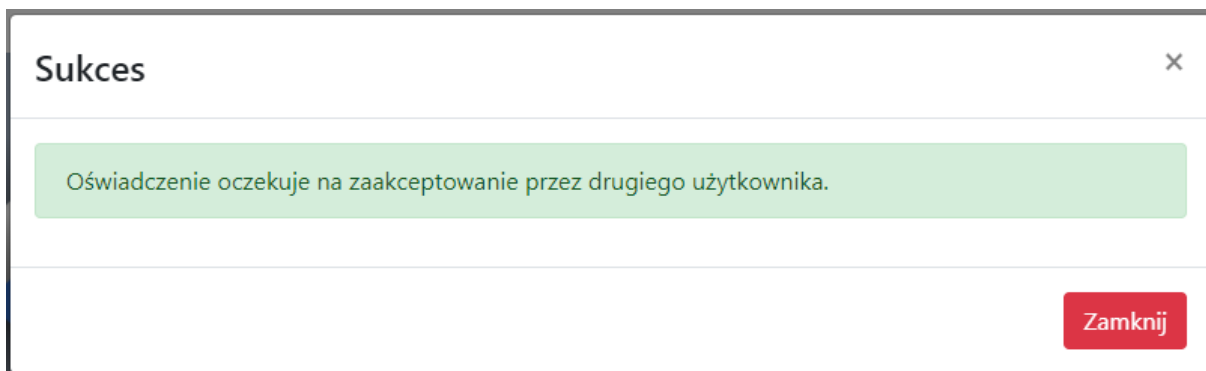 Sukces
×
Oświadczenie oczekuje na zaakceptowanie przez drugiego użytkownika.
Zamknij